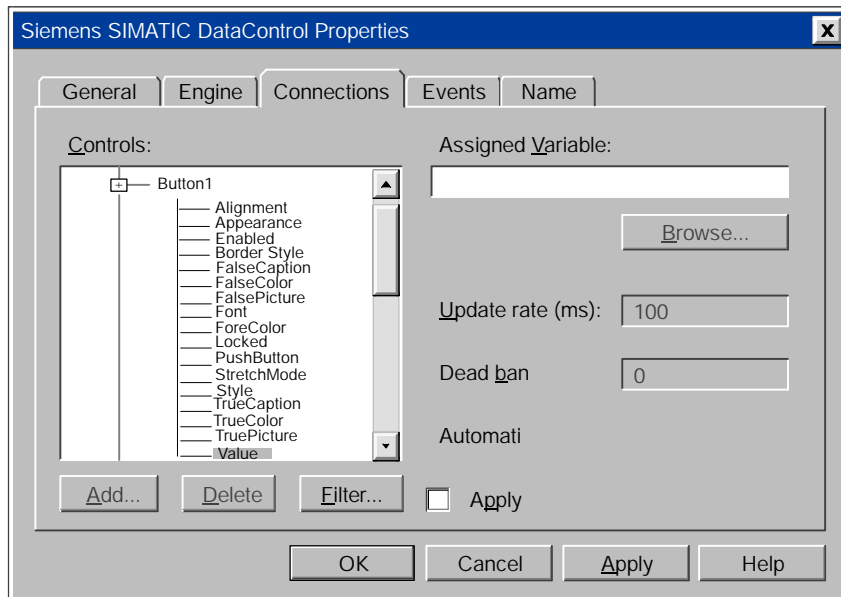 Siemens SIMATIC DataControl Properties
General Engine Connections Events Name
Controls:
Button1
Alignment
Appearance
Enabled
Border Style
FalseCaption
FalseColor
FalsePicture
Font
ForeColor
Locked
PushButton
StretchMode
Style
TrueCaption
TrueColor
TruePicture
Value
Add... Delete Filter...
Assigned Variable:
Browse...
Update rate (ms): 100
Dead ban 0
Automati
Apply
OK Cancel Apply Help